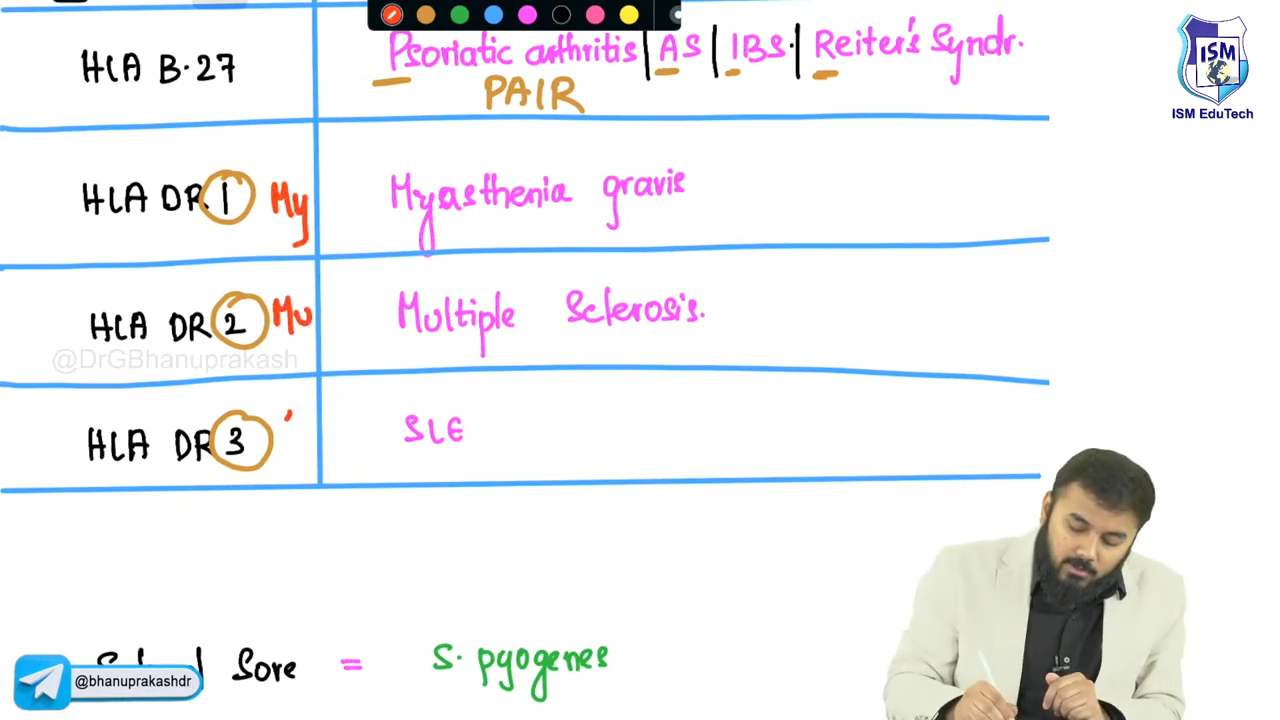 HLA B·27 Psoriatic arthritis | AS | IBS· | Reiter's Syndr.
PAIR
ISM
ISM EduTech
HLA DR 1 My Myasthenia gravis
HLA DR 2 Mu Multiple Sclerosis.
@DrGBhanuprakash
HLA DR 3 SLE
Sore = S. pyogenes
@bhanuprakashdr